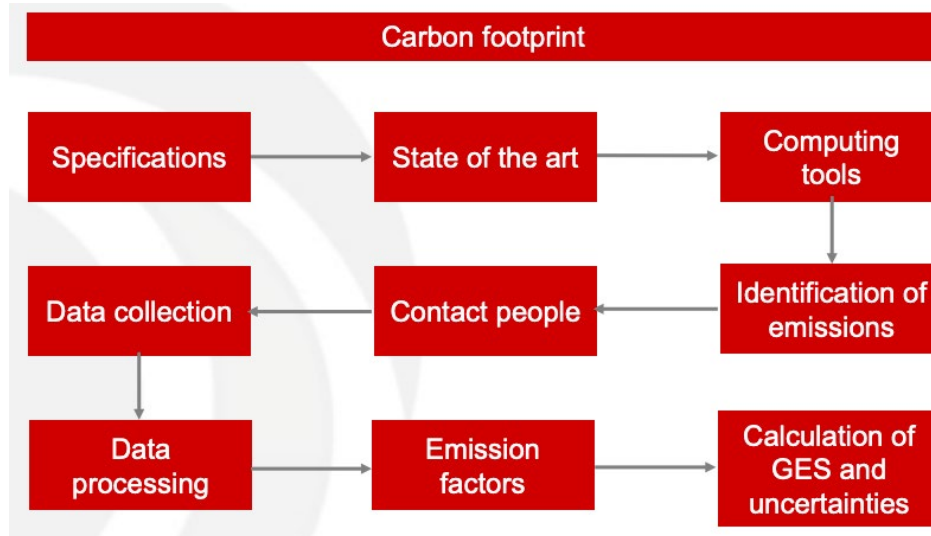 Carbon footprint
Specifications
State of the art
Computing
tools
Identification of
emissions
Contact people
Data collection
Data
processing
Emission
factors
Calculation of
GES and
uncertainties